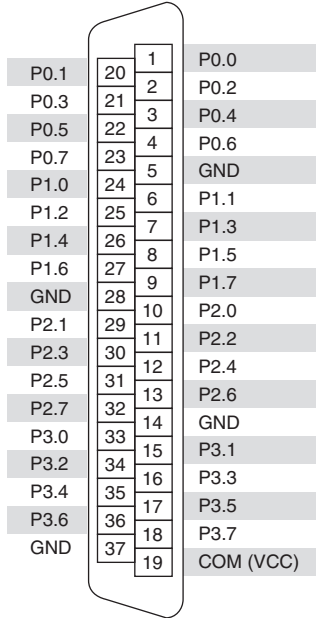 1 P0.0
P0.1 20
2 P0.2
P0.3 21
3 P0.4
P0.5 22
4 P0.6
P0.7 23
5 GND
P1.0 24
6 P1.1
P1.2 25
7 P1.3
P1.4 26
8 P1.5
P1.6 27
9 P1.7
GND 28
10 P2.0
P2.1 29
11 P2.2
P2.3 30
12 P2.4
P2.5 31
13 P2.6
P2.7 32
14 GND
P3.0 33
15 P3.1
P3.2 34
16 P3.3
P3.4 35
17 P3.5
P3.6 36
18 P3.7
GND 37
19 COM (VCC)